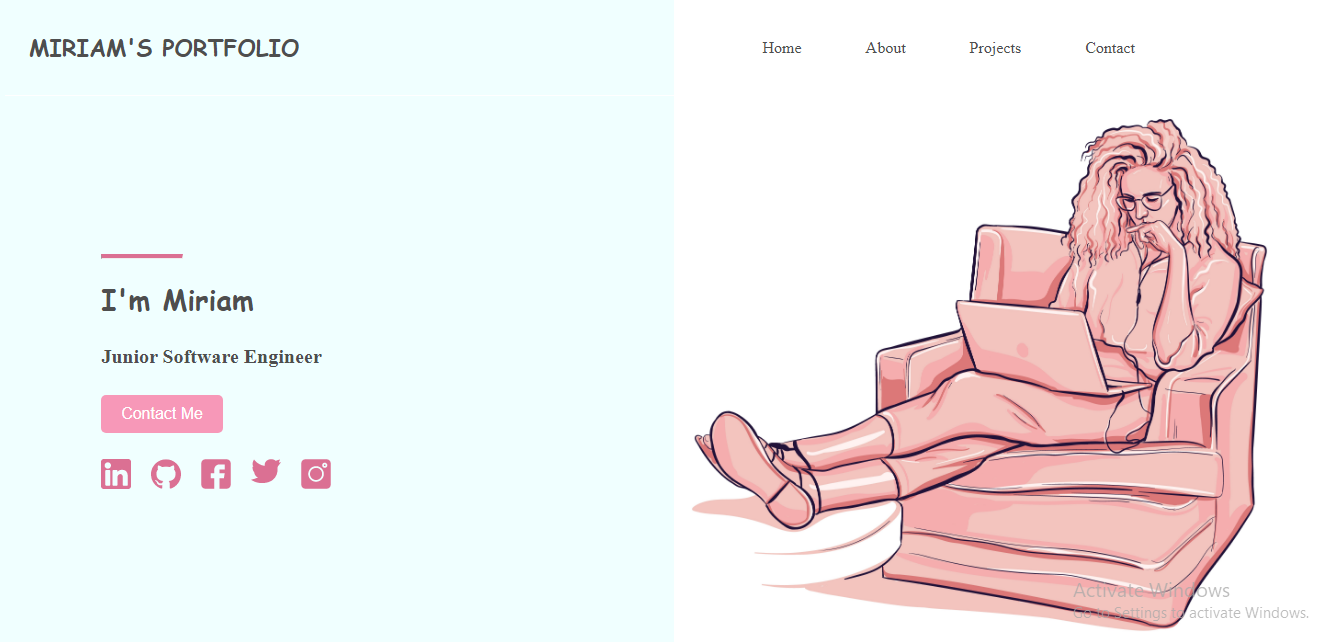 MIRIAM'S PORTFOLIO
Home About Projects Contact
I'm Miriam
Junior Software Engineer
Contact Me
in
f
Activate Windows
Go to Settings to activate Windows.